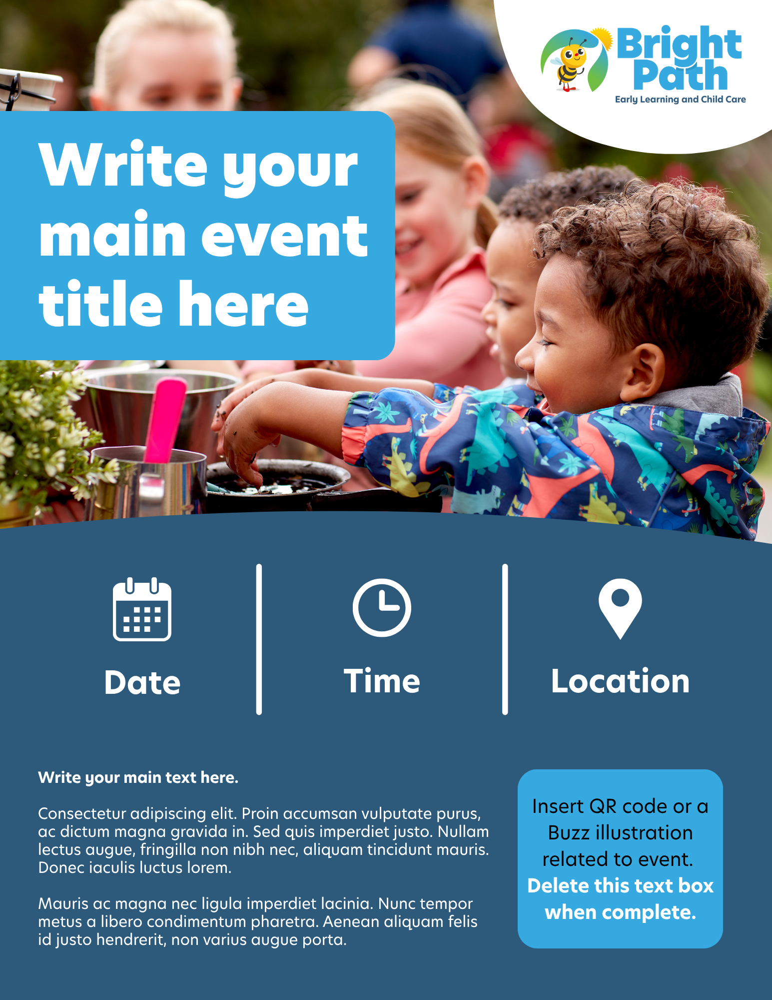 Bright
Path
Early Learning and Child Care
Write your
main event
title here
Date
Time
Location
Write your main text here.
Consectetur adipiscing elit. Proin accumsan vulputate purus,
ac dictum magna gravida in. Sed quis imperdiet justo. Nullam
lectus augue, fringilla non nibh nec, aliquam tincidunt mauris.
Donec iaculis luctus lorem.
Mauris ac magna nec ligula imperdiet lacinia. Nunc tempor
metus a libero condimentum pharetra. Aenean aliquam felis
id justo hendrerit, non varius augue porta.
Insert QR code or a
Buzz illustration
related to event.
Delete this text box
when complete.